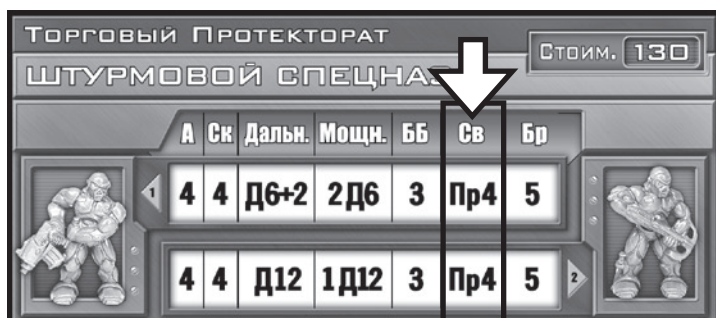 Торговый Протекторат
Стоим. 130
ШТУРМОВОЙ СПЕЦНАЗ
А Ск Дальн. Мощн. ББ Св Бр
1 4 4 Д6+2 2Д6 3 Пр4 5
4 4 Д12 1Д12 3 Пр4 5 2